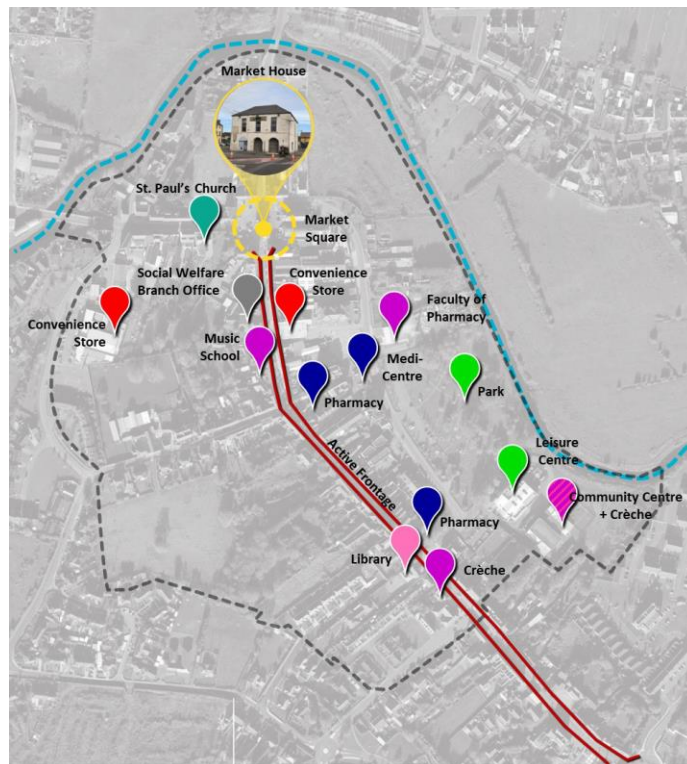 Market House
St. Paul's Church
Market
Square
Social Welfare
Branch Office
Convenience
Store
Faculty of
Pharmacy
Convenience
Store
Music
School
Medi-
Centre
Park
Pharmacy
Active Frontage
Leisure
Centre
Community Centre
+ Crèche
Pharmacy
Library
Crèche